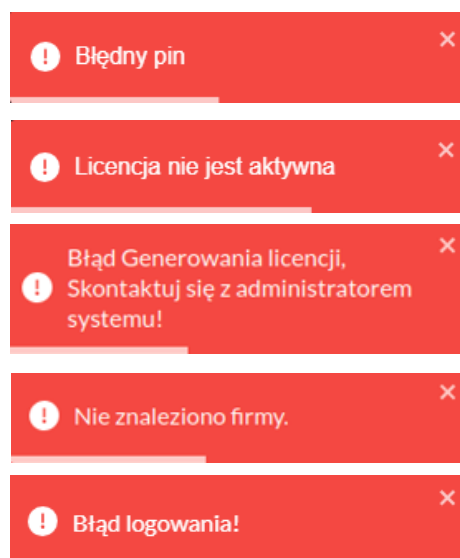 Błędny pin
Licencja nie jest aktywna
Błąd Generowania licencji,
Skontaktuj się z administratorem
systemu!
Nie znaleziono firmy.
Błąd logowania!